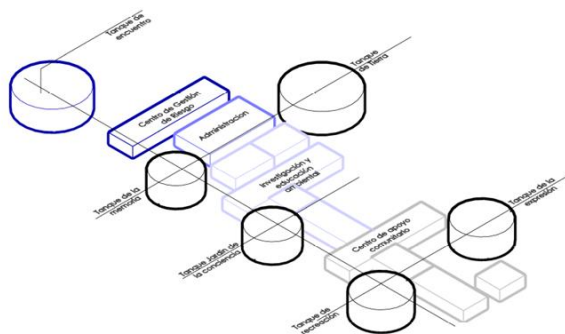 Tanque de
encuentro
Centro de Gestión
de Riesgo
Administracion
Tanque
de Tierra
Investigación y
educación
ambiental
Tanque de la
memoria
Tanque Jardín de
la conciencia
Centro de apoyo
comunitario
Tanque de la
expresión
Tanque de
recreación